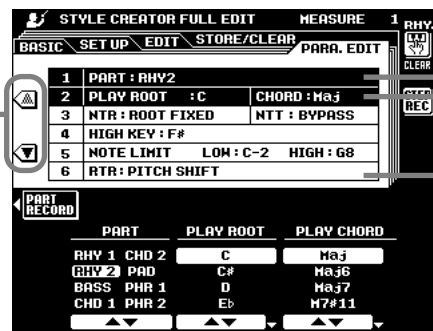 STYLE CREATOR FULL EDIT MEASURE 1
RHY.
BASIC SET UP EDIT STORE/CLEAR PARA. EDIT
CLEAR
1 PART : RHY2
2 PLAY ROOT : C CHORD : Maj
STEP REC
3 NTR : ROOT FIXED NTT : BYPASS
4 HIGH KEY : F#
5 NOTE LIMIT LOW : C-2 HIGH : G8
6 RTR : PITCH SHIFT
PART
RECORD
PART PLAY ROOT PLAY CHORD
RHY 1 CHD 2 C Maj
RHY 2 PAD C# Maj6
BASS PHR 1 D Maj7
CHD 1 PHR 2 E♭ M7#11